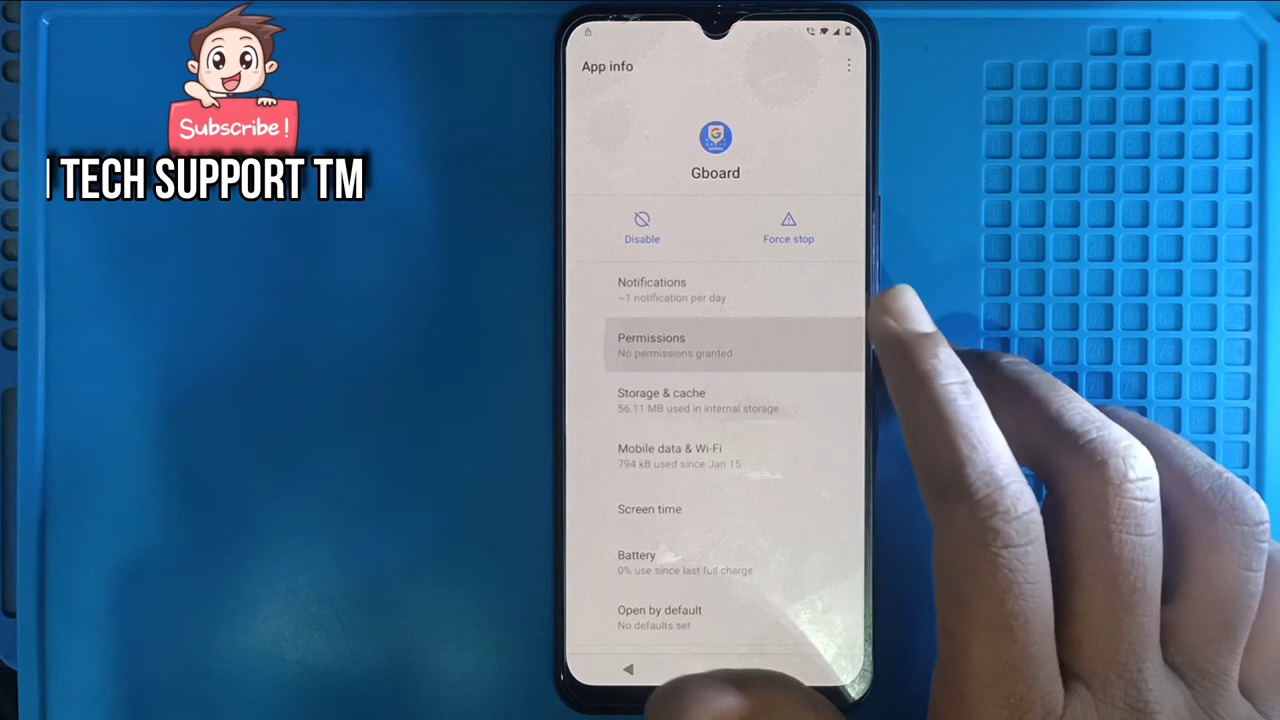 Subscribe!
TECH SUPPORT TM
App info
Gboard
Disable
Force stop
Notifications
~1 notification per day
Permissions
No permissions granted
Storage & cache
56.11 MB used in internal storage
Mobile data & Wi-Fi
794 kB used since Jan 15
Screen time
Battery
0% use since last full charge
Open by default
No defaults set